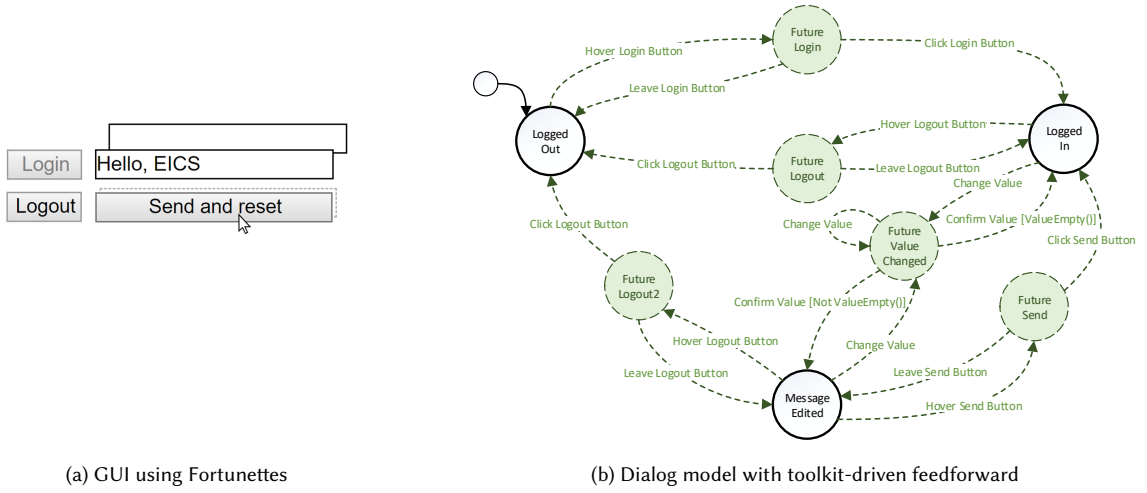 Login
Hello, EICS
Logout
Send and reset
(a) GUI using Fortunettes
Future
Login
Hover Login Button
Click Login Button
Leave Login Button
Logged
Out
Logged
In
Hover Logout Button
Click Logout Button
Future
Logout
Leave Logout Button
Change Value
Change Value
Future
Value
Changed
Confirm Value [ValueEmpty()]
Click Send Button
Click Logout Button
Future
Logout2
Confirm Value [Not ValueEmpty()]
Future
Send
Hover Logout Button
Change Value
Leave Logout Button
Leave Send Button
Message
Edited
Hover Send Button
(b) Dialog model with toolkit-driven feedforward